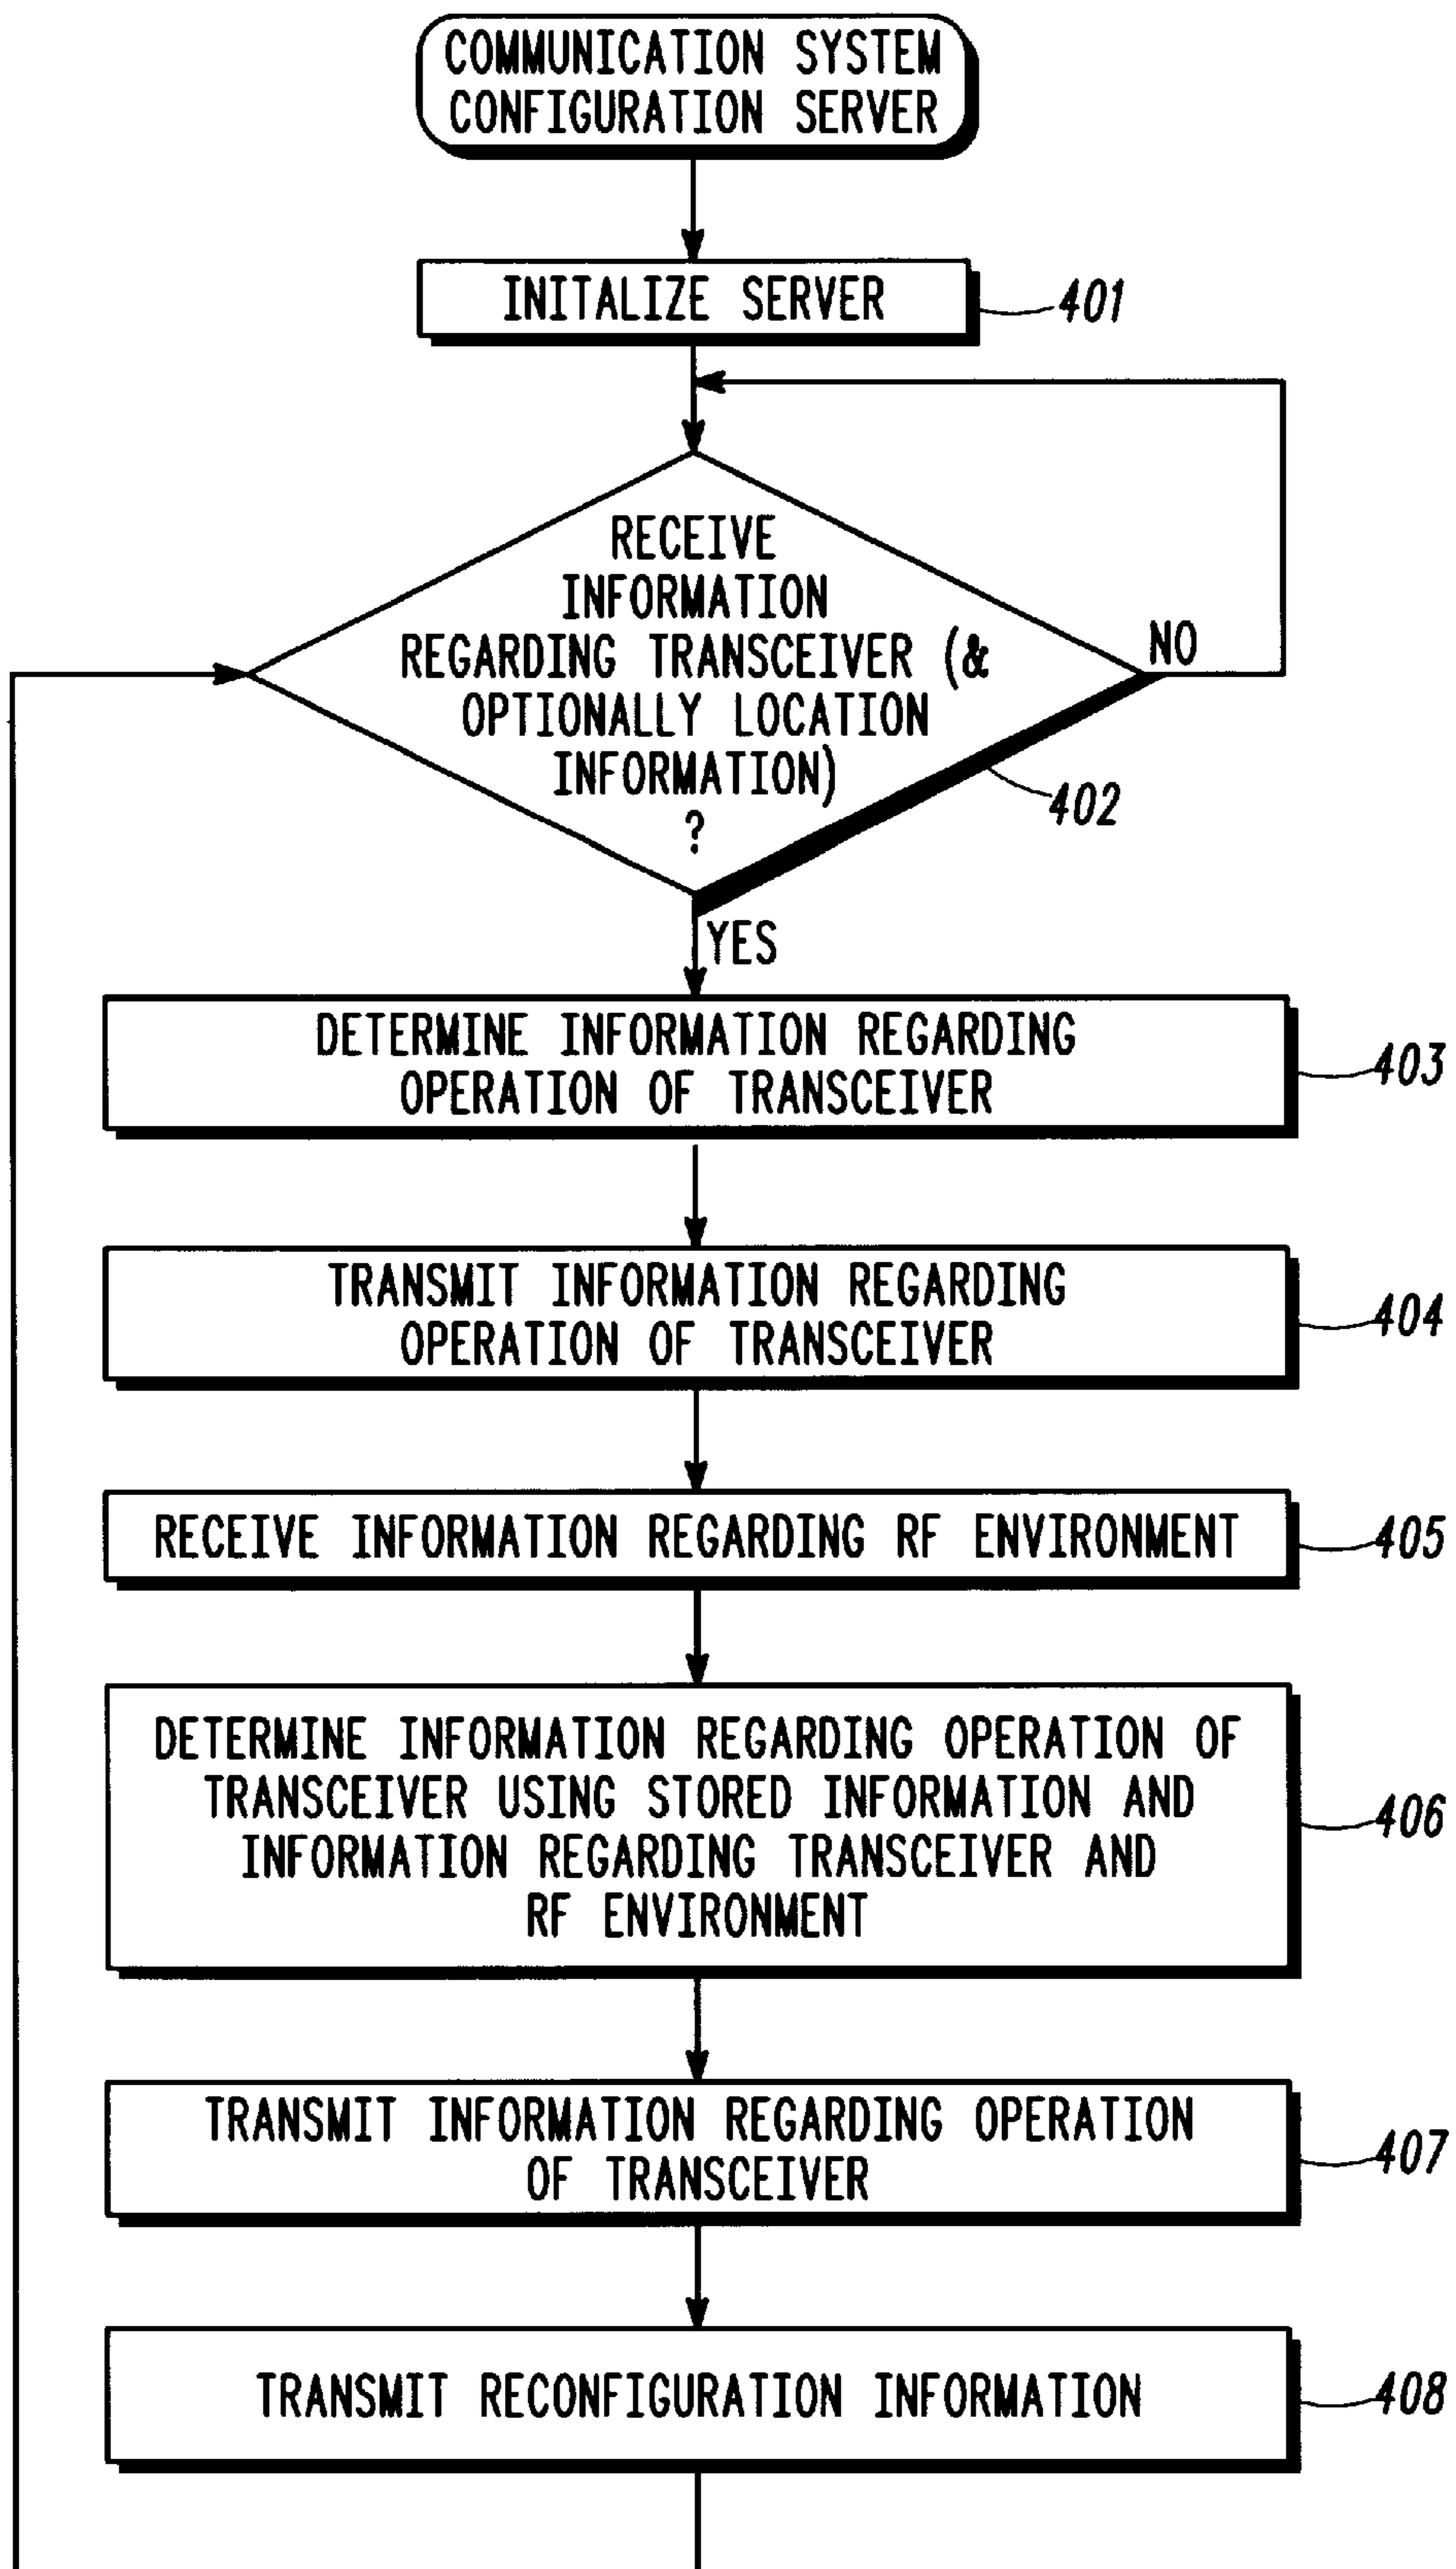 COMMUNICATION SYSTEM
CONFIGURATION SERVER
INITALIZE SERVER
401
RECEIVE
INFORMATION
REGARDING TRANSCEIVER (&
OPTIONALLY LOCATION
INFORMATION)
?
NO
402
YES
DETERMINE INFORMATION REGARDING
OPERATION OF TRANSCEIVER
403
TRANSMIT INFORMATION REGARDING
OPERATION OF TRANSCEIVER
404
RECEIVE INFORMATION REGARDING RF ENVIRONMENT
405
DETERMINE INFORMATION REGARDING OPERATION OF
TRANSCEIVER USING STORED INFORMATION AND
INFORMATION REGARDING TRANSCEIVER AND
RF ENVIRONMENT
406
TRANSMIT INFORMATION REGARDING OPERATION
OF TRANSCEIVER
407
TRANSMIT RECONFIGURATION INFORMATION
408